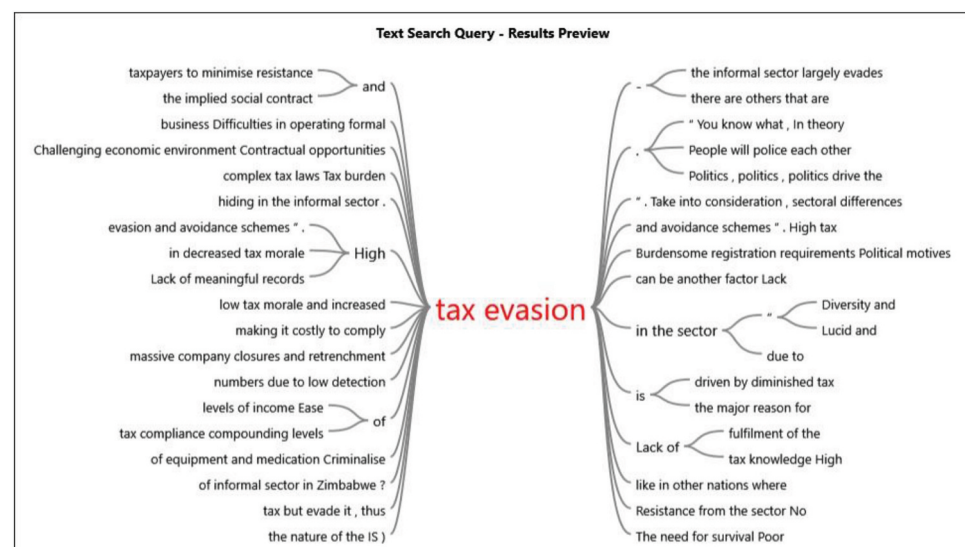 Text Search Query - Results Preview
taxpayers to minimise resistance
the implied social contract
and
business Difficulties in operating formal
Challenging economic environment Contractual opportunities
complex tax laws Tax burden
hiding in the informal sector .
evasion and avoidance schemes " .
in decreased tax morale
Lack of meaningful records
High
low tax morale and increased
making it costly to comply
massive company closures and retrenchment
numbers due to low detection
levels of income Ease
tax compliance compounding levels
of
of equipment and medication Criminalise
of informal sector in Zimbabwe ?
tax but evade it , thus
the nature of the IS )
tax evasion
-
the informal sector largely evades
there are others that are
.
" You know what , In theory
People will police each other
Politics , politics , politics drive the
" . Take into consideration , sectoral differences
and avoidance schemes " . High tax
Burdensome registration requirements Political motives
can be another factor Lack
in the sector
"
Diversity and
Lucid and
due to
is
driven by diminished tax
the major reason for
Lack of
fulfilment of the
tax knowledge High
like in other nations where
Resistance from the sector No
The need for survival Poor